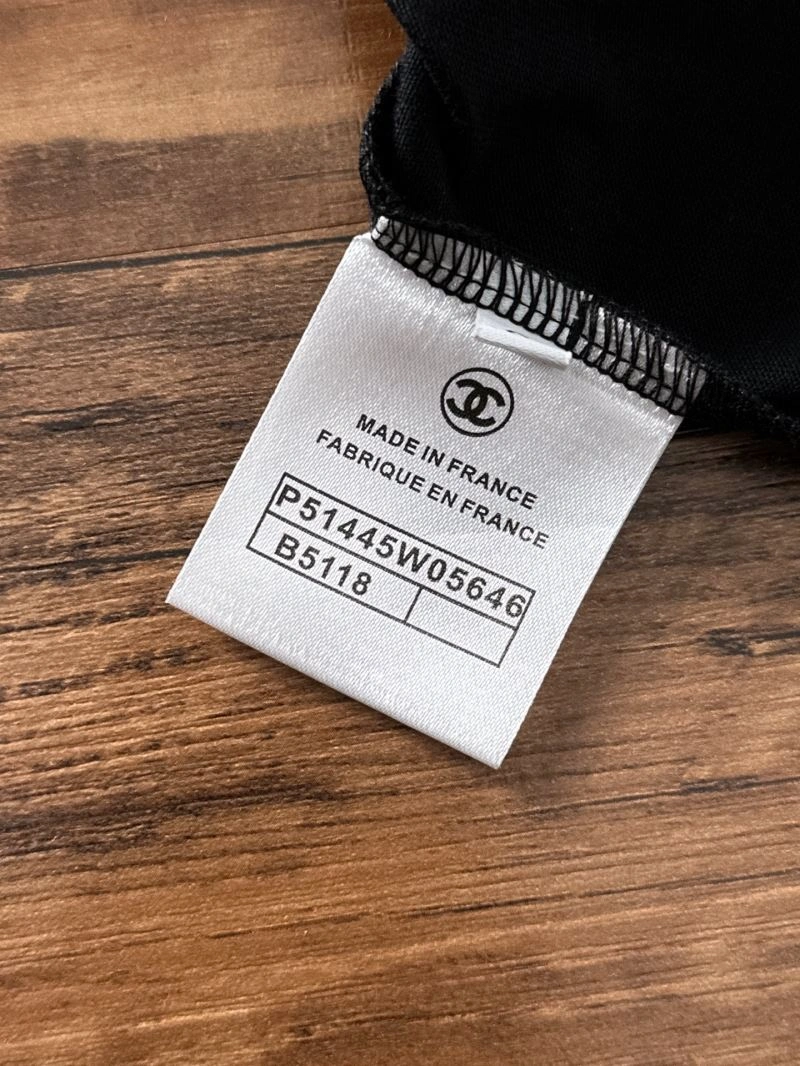 MADE IN FRANCE
FABRIQUE EN FRANCE
P51445W05646
B5118